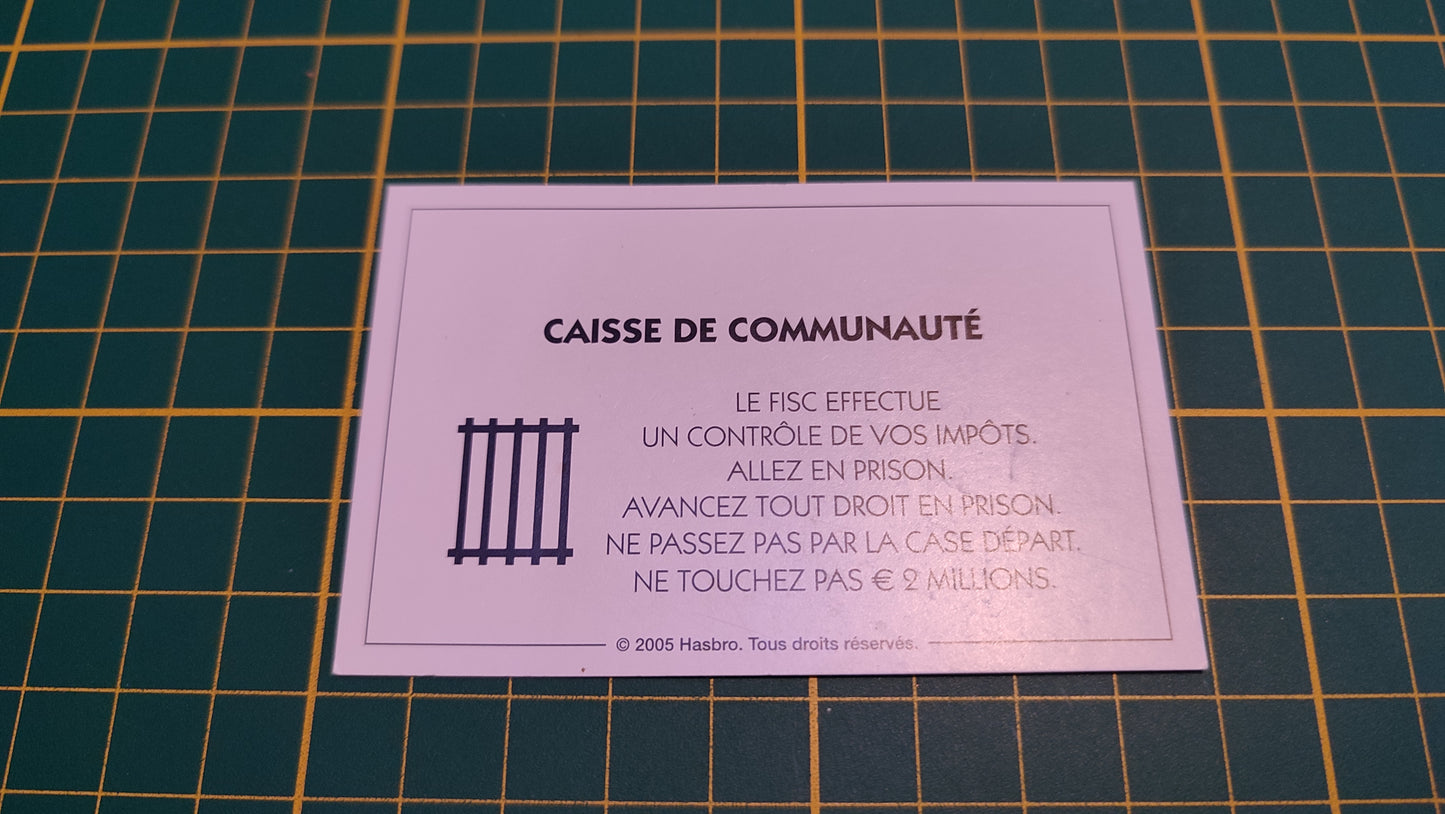 CAISSE DE COMMUNAUTÉ
LE FISC EFFECTUE
UN CONTRÔLE DE VOS IMPÔTS.
ALLEZ EN PRISON.
AVANCEZ TOUT DROIT EN PRISON.
NE PASSEZ PAS PAR LA CASE DÉPART.
NE TOUCHEZ PAS € 2 MILLIONS.
© 2005 Hasbro. Tous droits réservés.